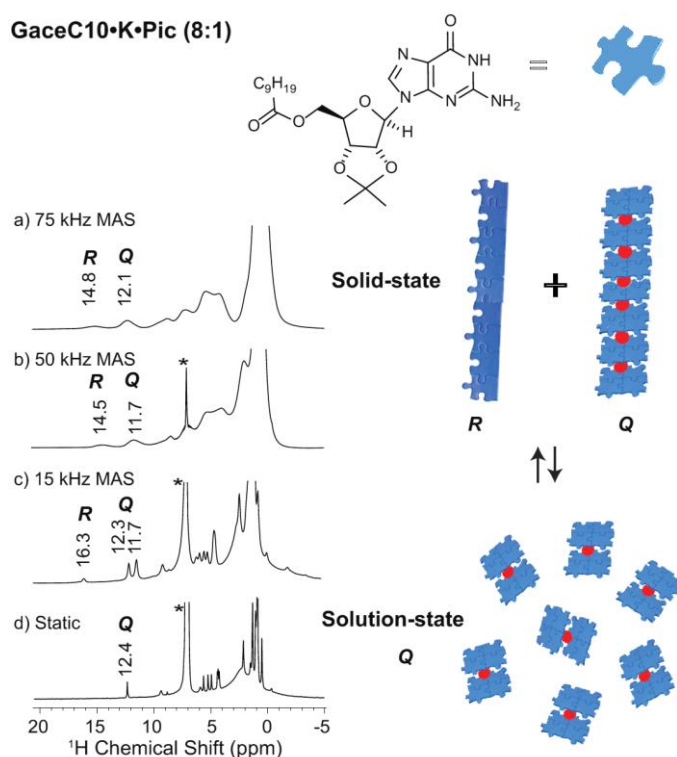 GaceC10•K•Pic (8:1)
C9H19
O
O
O
N
N
O
NH
N
NH2
H
O
O
=
a) 75 kHz MAS
R
Q
14.8
12.1
Solid-state
+
b) 50 kHz MAS
R
Q
14.5
11.7
*
R
Q
c) 15 kHz MAS
R
Q
16.3
12.3
11.7
*
d) Static
Q
12.4
*
Solution-state
Q
20 15 10 5 0 -5
¹H Chemical Shift (ppm)